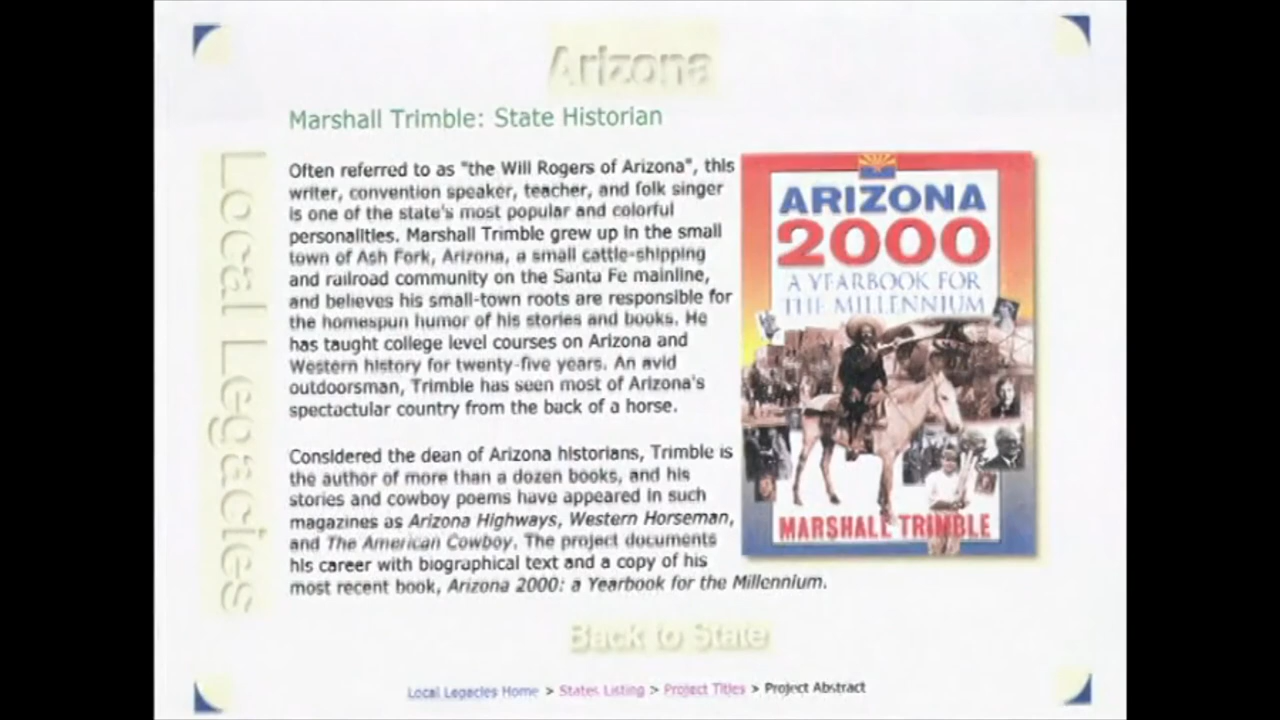 Arizona
Marshall Trimble: State Historian
Local Legacies
Often referred to as "the Will Rogers of Arizona", this
writer, convention speaker, teacher, and folk singer
is one of the state's most popular and colorful
personalities. Marshall Trimble grew up in the small
town of Ash Fork, Arizona, a small cattle-shipping
and railroad community on the Santa Fe mainline,
and believes his small-town roots are responsible for
the homespun humor of his stories and books. He
has taught college level courses on Arizona and
Western history for twenty-five years. An avid
outdoorsman, Trimble has seen most of Arizona's
spectactular country from the back of a horse.
Considered the dean of Arizona historians, Trimble is
the author of more than a dozen books, and his
stories and cowboy poems have appeared in such
magazines as Arizona Highways, Western Horseman,
and The American Cowboy. The project documents
his career with biographical text and a copy of his
most recent book, Arizona 2000: a Yearbook for the Millennium.
ARIZONA
2000
A YEARBOOK FOR
THE MILLENNIUM
MARSHALL TRIMBLE
Back to State
Local Legacies Home > States Listing > Project Titles > Project Abstract